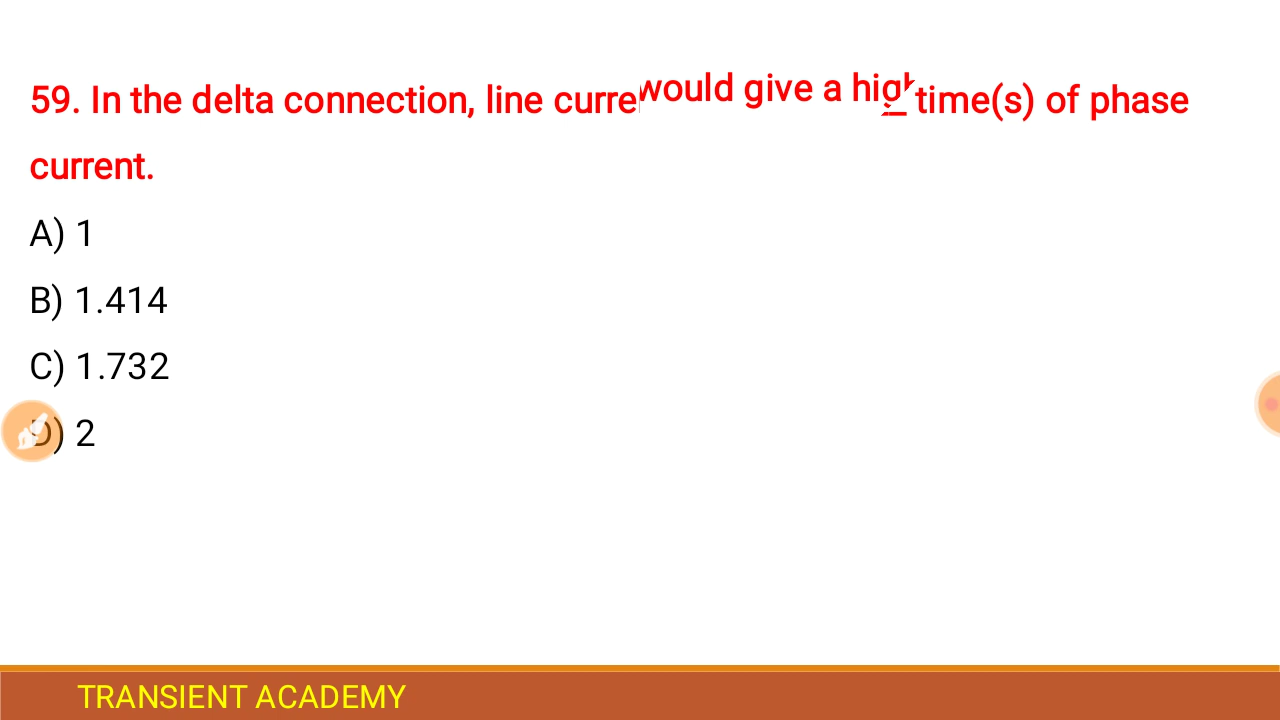 59. In the delta connection, line curre would give a hig time(s) of phase
current.
A) 1
B) 1.414
C) 1.732
D) 2
TRANSIENT ACADEMY